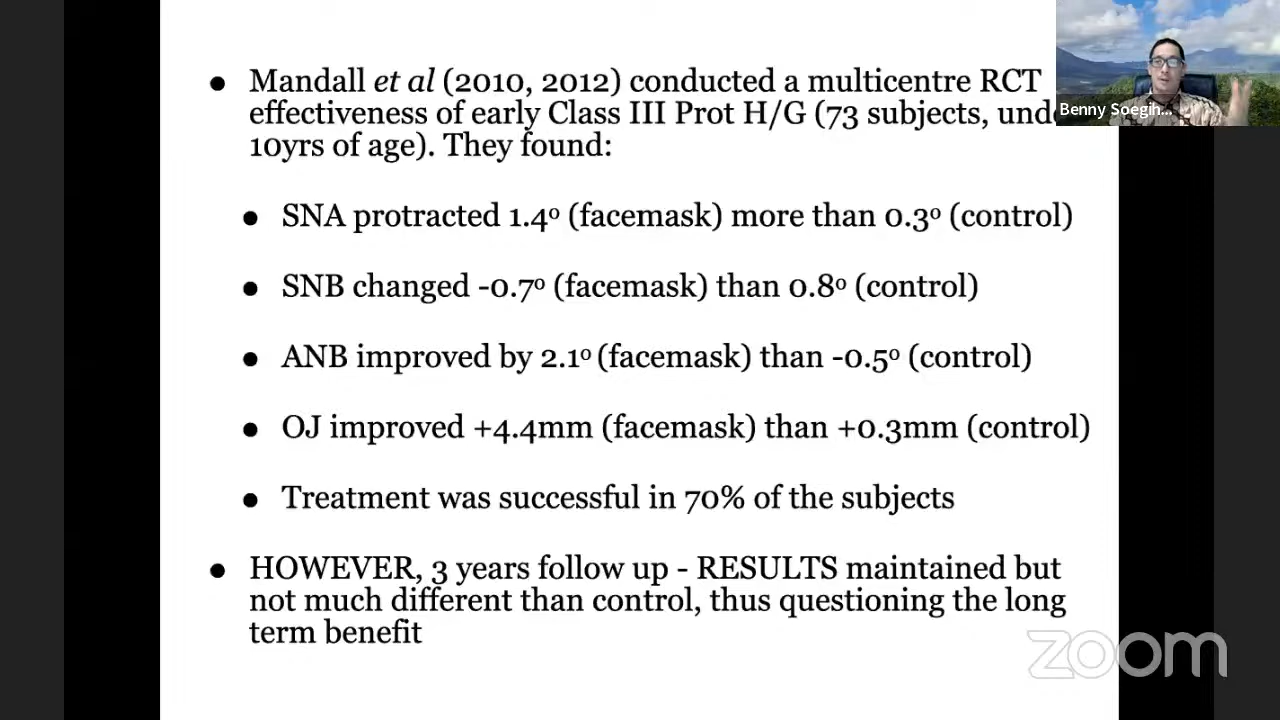 Mandall et al (2010, 2012) conducted a multicentre RCT
effectiveness of early Class III Prot H/G (73 subjects,
10yrs of age). They found:
SNA protracted 1.4º (facemask) more than 0.3º (control)
SNB changed -0.7º (facemask) than 0.8º (control)
ANB improved by 2.1º (facemask) than -0.5º (control)
OJ improved +4.4mm (facemask) than +0.3mm (control)
Treatment was successful in 70% of the subjects
HOWEVER, 3 years follow up - RESULTS maintained but
not much different than control, thus questioning the long
term benefit
Benny Soegih...
zoom